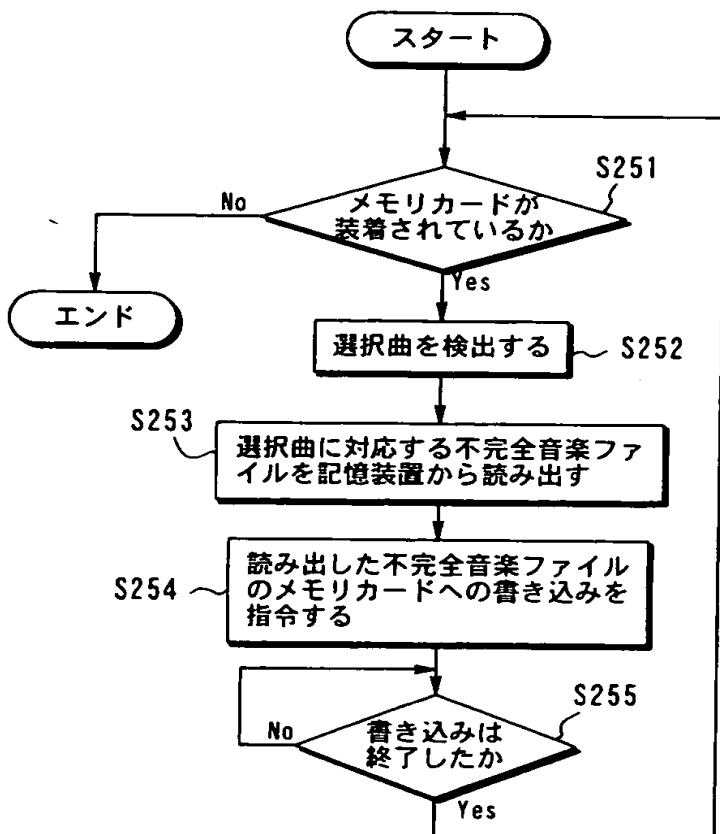 スタート
S251
メモリカードが
装着されているか
No
Yes
エンド
選択曲を検出する
S252
S253
選択曲に対応する不完全音楽ファ
イルを記憶装置から読み出す
S254
読み出した不完全音楽ファイル
のメモリカードへの書き込みを
指令する
S255
書き込みは
終了したか
No
Yes